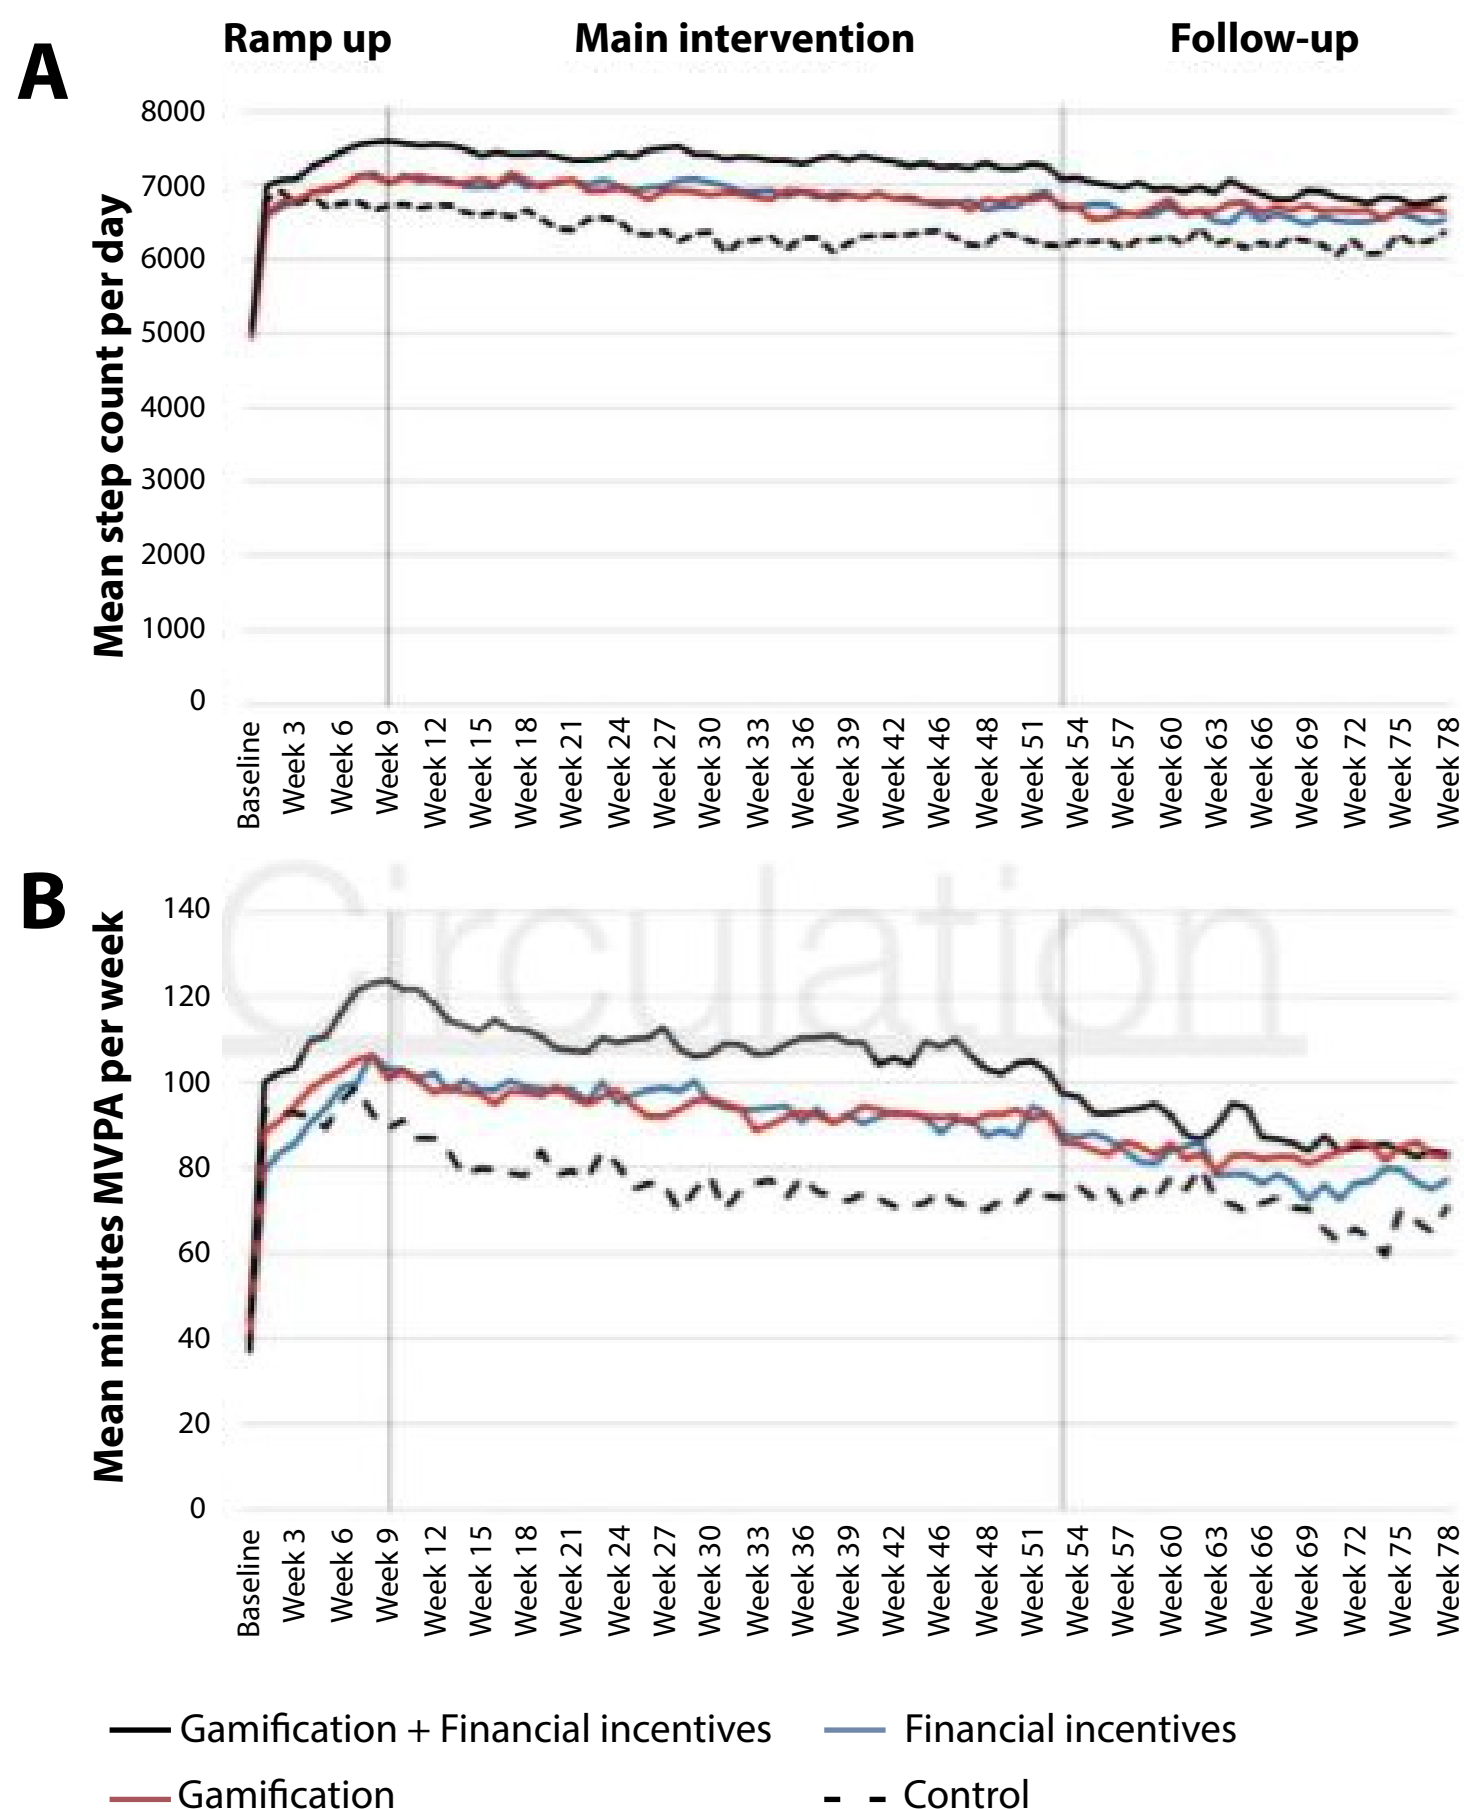 Ramp up Main intervention Follow-up
A
Mean step count per day
8000
7000
6000
5000
4000
3000
2000
1000
0
Baseline
Week 3
Week 6
Week 9
Week 12
Week 15
Week 18
Week 21
Week 24
Week 27
Week 30
Week 33
Week 36
Week 39
Week 42
Week 46
Week 48
Week 51
Week 54
Week 57
Week 60
Week 63
Week 66
Week 69
Week 72
Week 75
Week 78
B
Circulation
Mean minutes MVPA per week
140
120
100
80
60
40
20
0
Baseline
Week 3
Week 6
Week 9
Week 12
Week 15
Week 18
Week 21
Week 24
Week 27
Week 30
Week 33
Week 36
Week 39
Week 42
Week 46
Week 48
Week 51
Week 54
Week 57
Week 60
Week 63
Week 66
Week 69
Week 72
Week 75
Week 78
Gamification + Financial incentives
Financial incentives
Gamification
Control